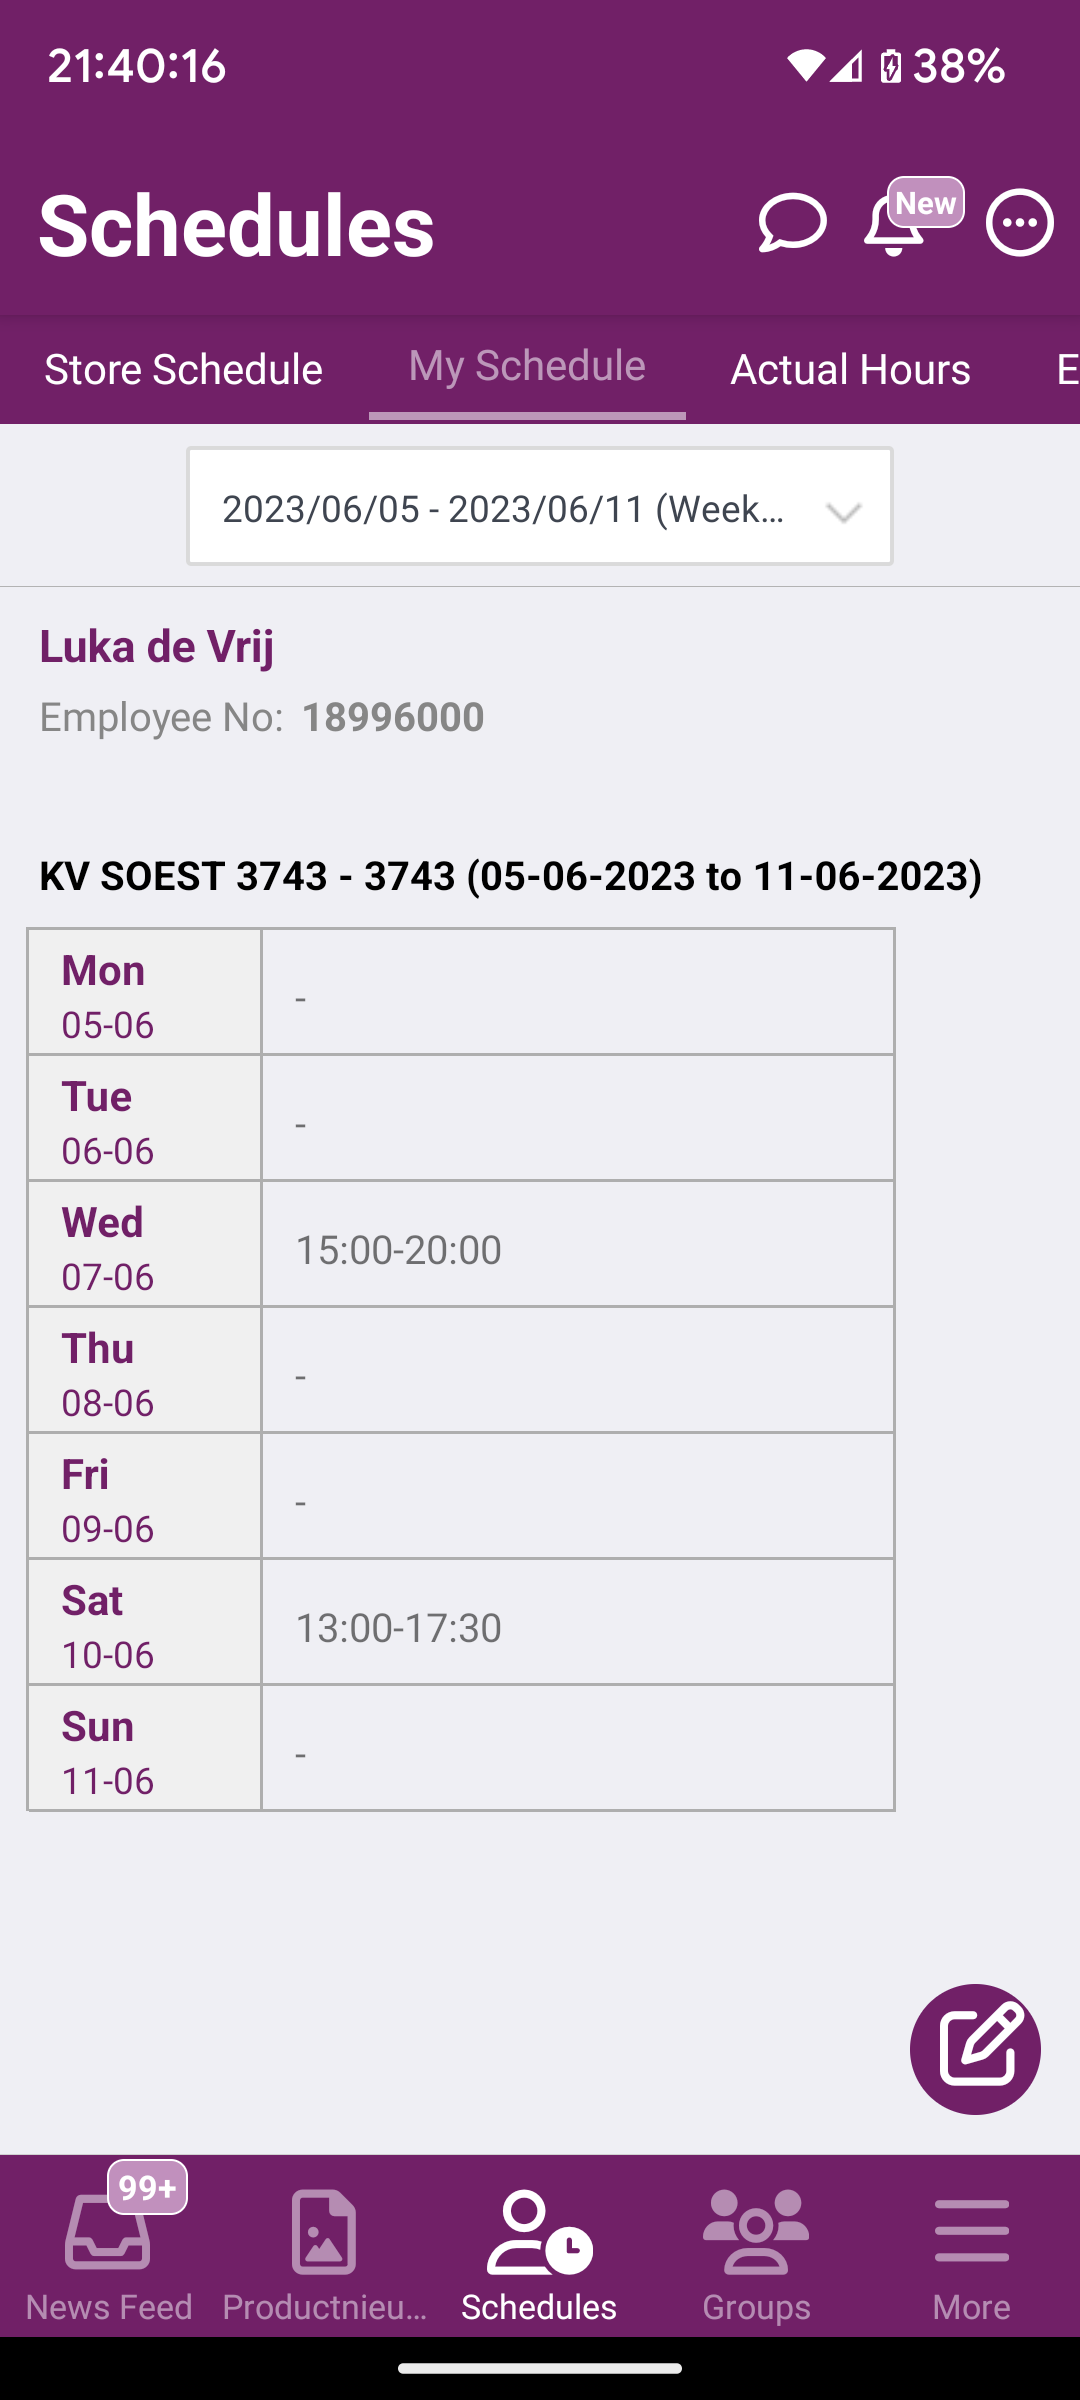 21:40:16
38%
Schedules
New
Store Schedule
My Schedule
Actual Hours
E
2023/06/05 - 2023/06/11 (Week...
Luka de Vrij
Employee No: 18996000
KV SOEST 3743 - 3743 (05-06-2023 to 11-06-2023)
Mon
05-06
-
Tue
06-06
-
Wed
07-06
15:00-20:00
Thu
08-06
-
Fri
09-06
-
Sat
10-06
13:00-17:30
Sun
11-06
-
99+
News Feed
Productnieu...
Schedules
Groups
More